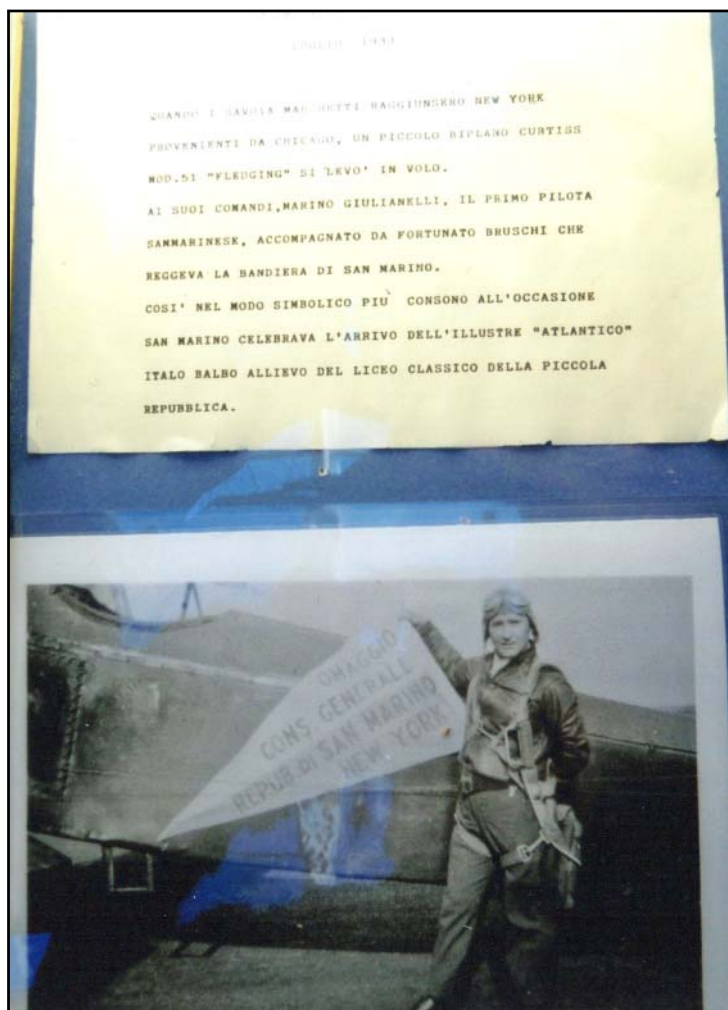 LUGLIO 1933
QUANDO I SAVOIA MARCHETTI RAGGIUNSERO NEW YORK
PROVENIENTI DA CHICAGO, UN PICCOLO BIPLANO CURTISS
MOD.51 "FLEDGING" SI LEVO' IN VOLO.
AI SUOI COMANDI,MARINO GIULIANELLI, IL PRIMO PILOTA
SAMMARINESE, ACCOMPAGNATO DA FORTUNATO BRUSCHI CHE
REGGEVA LA BANDIERA DI SAN MARINO.
COSI' NEL MODO SIMBOLICO PIU' CONSONO ALL'OCCASIONE
SAN MARINO CELEBRAVA L'ARRIVO DELL'ILLUSTRE "ATLANTICO"
ITALO BALBO ALLIEVO DEL LICEO CLASSICO DELLA PICCOLA
REPUBBLICA.
OMAGGIO
CONS. GENERALE
REPUB. di SAN MARINO
NEW YORK